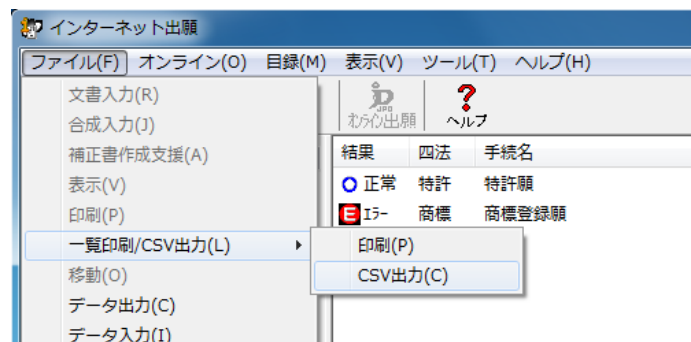 インターネット出願
ファイル(F) オンライン(O) 目録(M) 表示(V) ツール(T) ヘルプ(H)
文書入力(R)
合成入力(J)
補正書作成支援(A)
表示(V)
印刷(P)
一覧印刷/CSV出力(L)
移動(O)
データ出力(C)
データ入力(I)
JPO
オンライン出願
?
ヘルプ
結果 四法 手続名
正常 特許 特許願
E エラー 商標 商標登録願
印刷(P)
CSV出力(C)